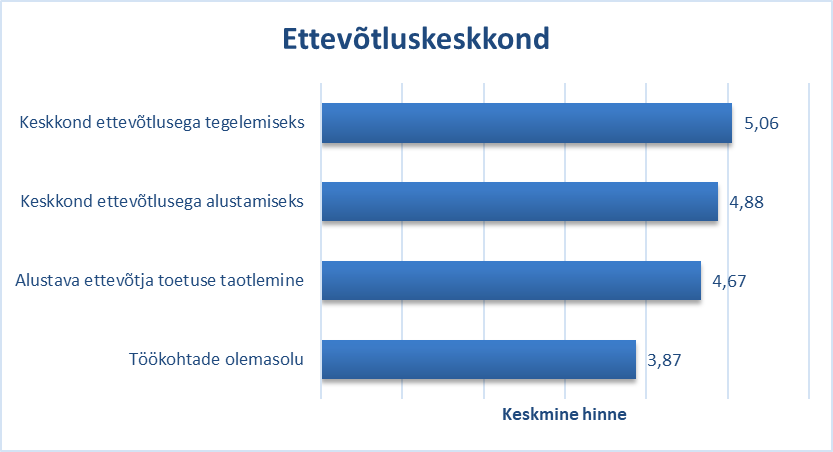 Ettevõtluskeskkond
Keskkond ettevõtlusega tegelemiseks
5,06
Keskkond ettevõtlusega alustamiseks
4,88
Alustava ettevõtja toetuse taotlemine
4,67
Töökohtade olemasolu
3,87
Keskmine hinne